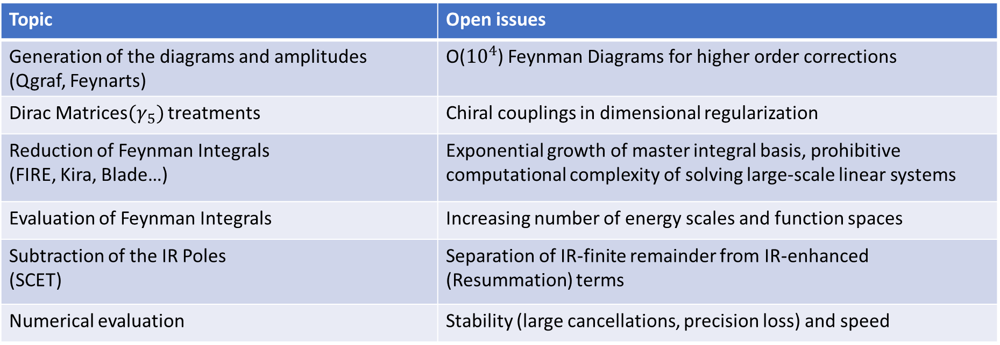 Topic
Open issues
Generation of the diagrams and amplitudes
(Qgraf, Feynarts)
O(10⁴) Feynman Diagrams for higher order corrections
Dirac Matrices(γ₅) treatments
Chiral couplings in dimensional regularization
Reduction of Feynman Integrals
(FIRE, Kira, Blade...)
Exponential growth of master integral basis, prohibitive
computational complexity of solving large-scale linear systems
Evaluation of Feynman Integrals
Increasing number of energy scales and function spaces
Subtraction of the IR Poles
(SCET)
Separation of IR-finite remainder from IR-enhanced
(Resummation) terms
Numerical evaluation
Stability (large cancellations, precision loss) and speed